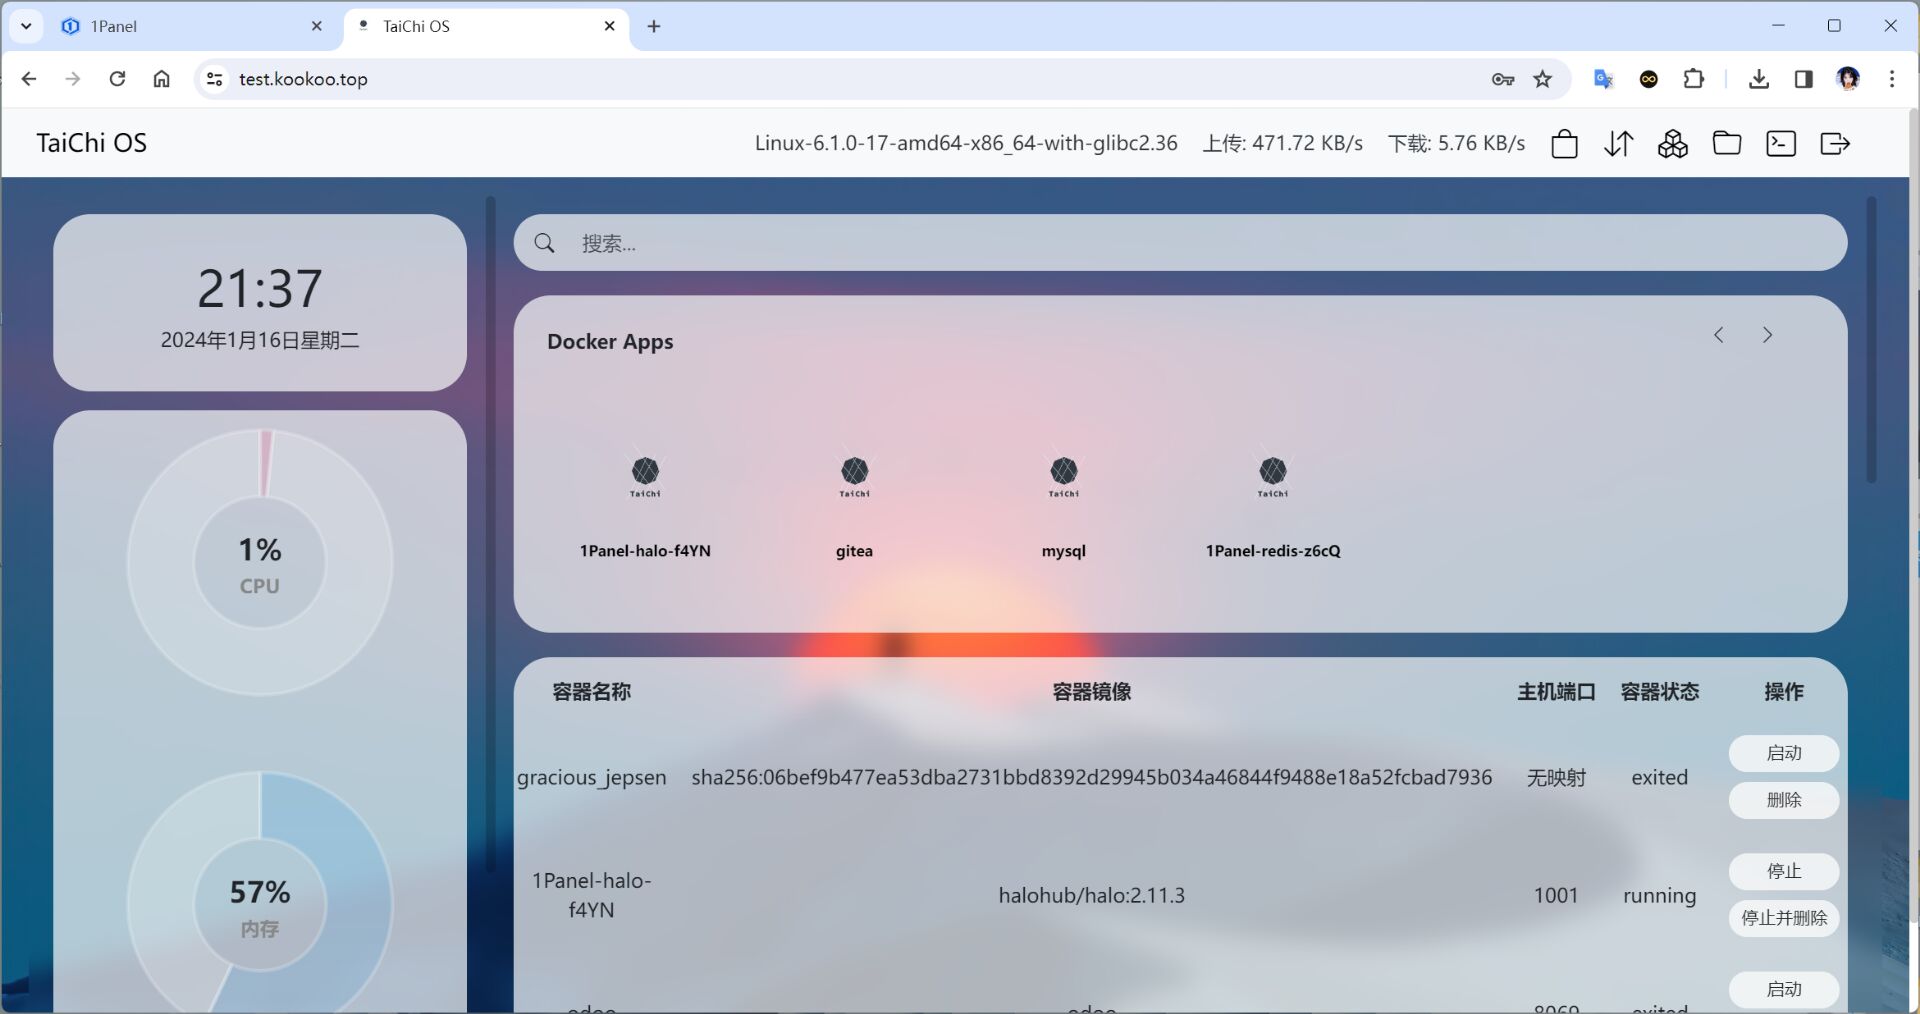 1Panel
TaiChi OS
test.kookoo.top
TaiChi OS
Linux-6.1.0-17-amd64-x86_64-with-glibc2.36 上传: 471.72 KB/s 下载: 5.76 KB/s
21:37
2024年1月16日星期二
1%
CPU
57%
内存
搜索...
Docker Apps
TaiChi
TaiChi
TaiChi
TaiChi
1Panel-halo-f4YN
gitea
mysql
1Panel-redis-z6cQ
容器名称 容器镜像 主机端口 容器状态 操作
gracious_jepsen sha256:06bef9b477ea53dba2731bbd8392d29945b034a46844f9488e18a52fcbad7936 无映射 exited
启动
删除
1Panel-halo-
f4YN
halohub/halo:2.11.3 1001 running
停止
停止并删除
odoo odoo 8069 exited
启动